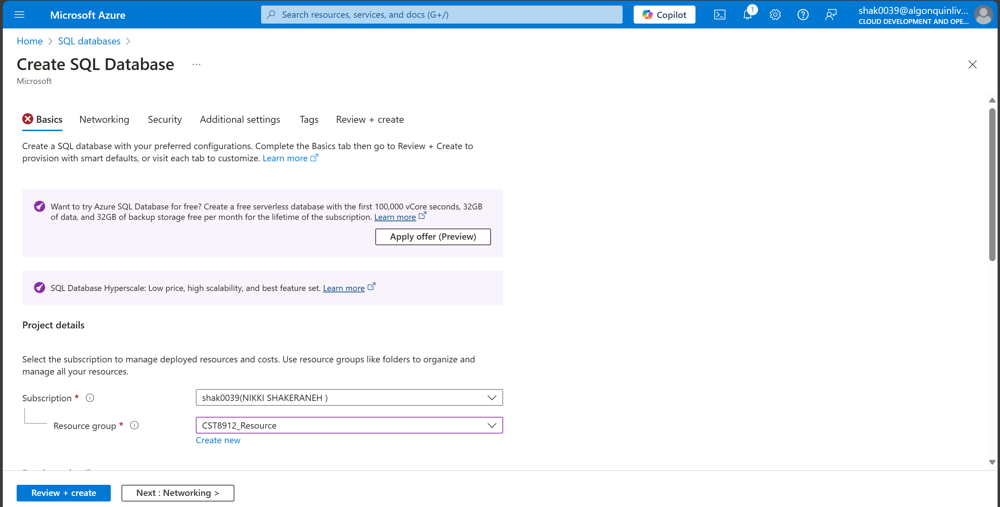 Microsoft Azure
Search resources, services, and docs (G+/)
Copilot
1
shak0039@algonquinliv...
CLOUD DEVELOPMENT AND OPE...
Home > SQL databases >
Create SQL Database ...
Microsoft
Basics Networking Security Additional settings Tags Review + create
Create a SQL database with your preferred configurations. Complete the Basics tab then go to Review + Create to
provision with smart defaults, or visit each tab to customize. Learn more
Want to try Azure SQL Database for free? Create a free serverless database with the first 100,000 vCore seconds, 32GB
of data, and 32GB of backup storage free per month for the lifetime of the subscription. Learn more
Apply offer (Preview)
SQL Database Hyperscale: Low price, high scalability, and best feature set. Learn more
Project details
Select the subscription to manage deployed resources and costs. Use resource groups like folders to organize and
manage all your resources.
Subscription *
shak0039(NIKKI SHAKERANEH )
Resource group *
CST8912_Resource
Create new
Review + create
Next : Networking >